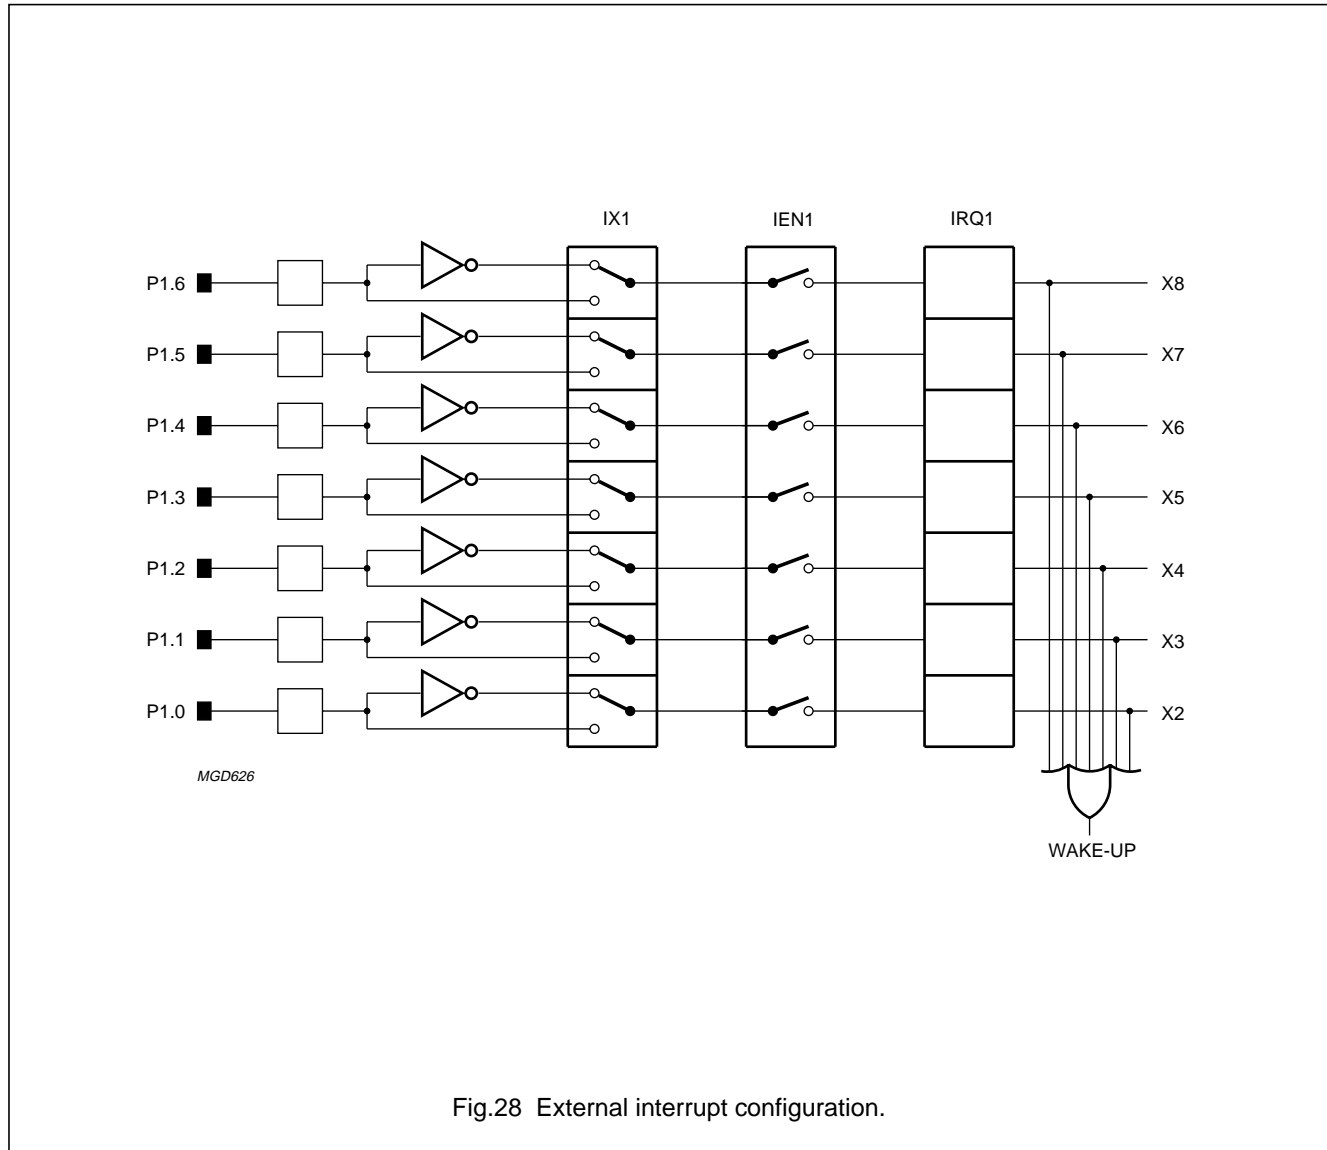 IX1 IEN1 IRQ1
P1.6 X8
P1.5 X7
P1.4 X6
P1.3 X5
P1.2 X4
P1.1 X3
P1.0 X2
MGD626
WAKE-UP
Fig.28 External interrupt configuration.